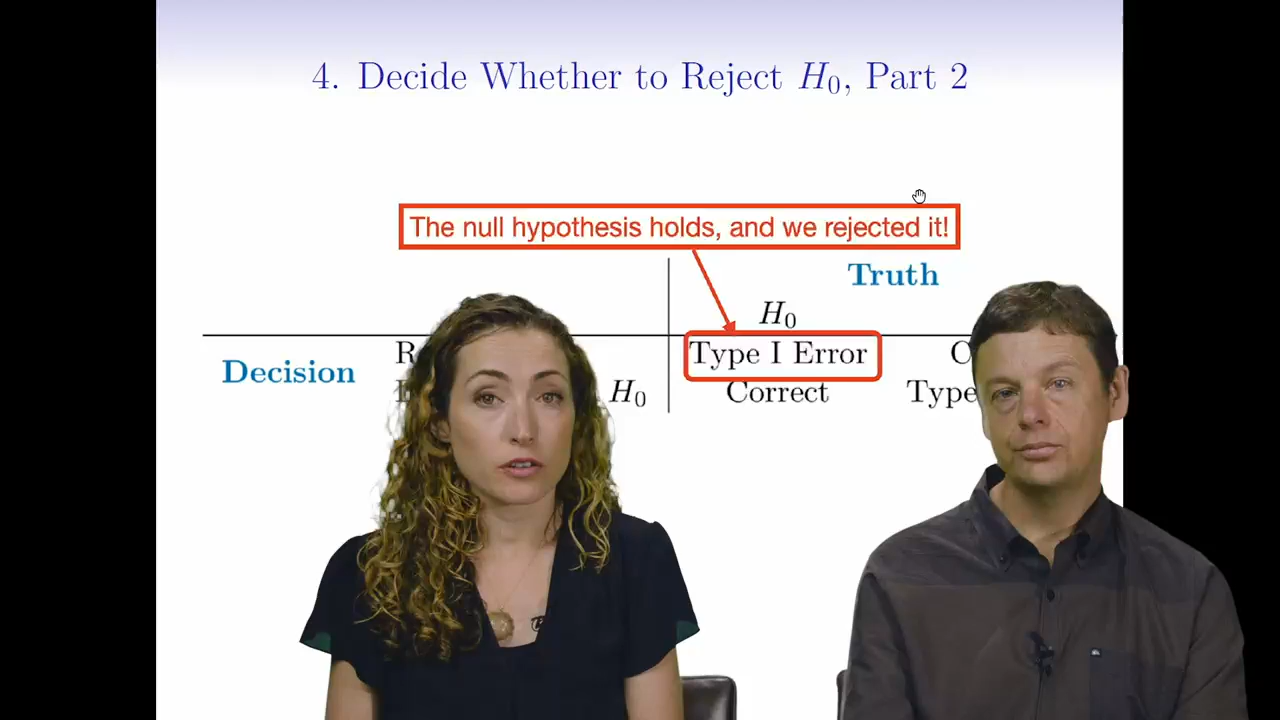 4. Decide Whether to Reject H₀, Part 2
The null hypothesis holds, and we rejected it!
Truth
H₀
Type I Error
Decision
H₀ Correct Type